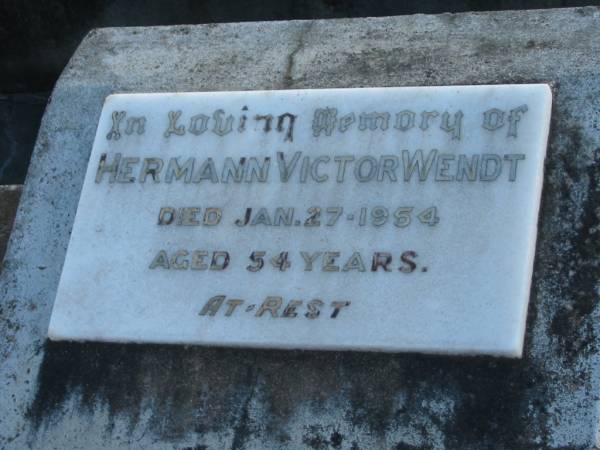 In Loving Memory of
HERMANN VICTOR WENDT
DIED JAN. 27-1954
AGED 54 YEARS.
AT-REST